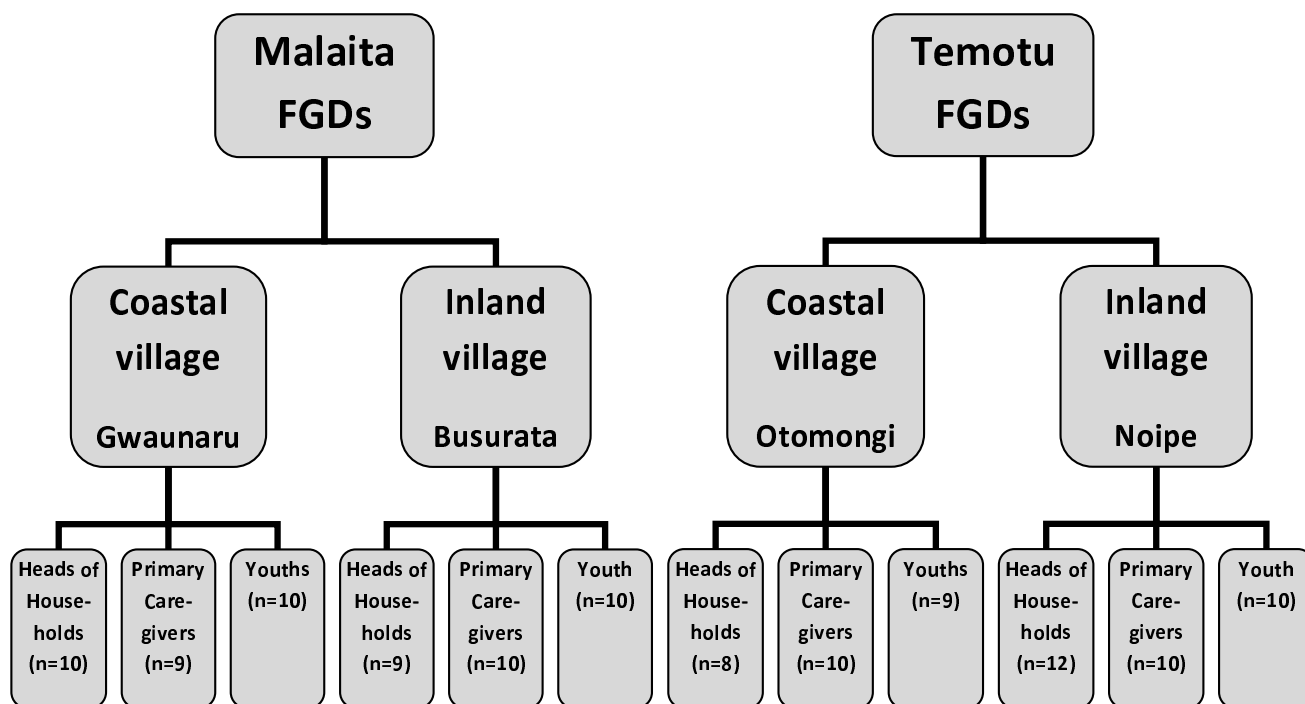 Malaita
FGDs
Temotu
FGDs
Coastal
village
Gwaunaru
Inland
village
Busurata
Coastal
village
Otomongi
Inland
village
Noipe
Heads of
House-
holds
(n=10)
Primary
Care-
givers
(n=9)
Youths
(n=10)
Heads of
House-
holds
(n=9)
Primary
Care-
givers
(n=10)
Youth
(n=10)
Heads of
House-
holds
(n=8)
Primary
Care-
givers
(n=10)
Youths
(n=9)
Heads of
House-
holds
(n=12)
Primary
Care-
givers
(n=10)
Youth
(n=10)